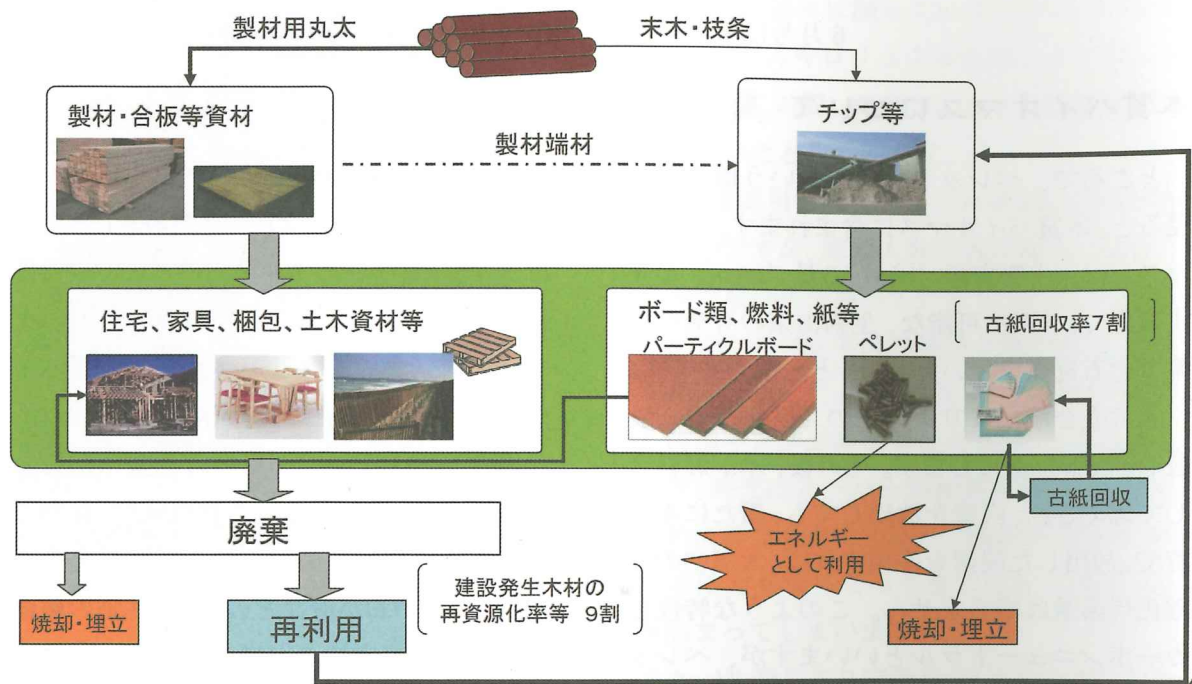 製材用丸太
末木・枝条
製材・合板等資材
チップ等
製材端材
住宅、家具、梱包、土木資材等
ボード類、燃料、紙等
古紙回収率7割
パーティクルボード
ペレット
古紙回収
廃棄
エネルギー
として利用
建設発生木材の
再資源化率等 9割
焼却・埋立
再利用
焼却・埋立